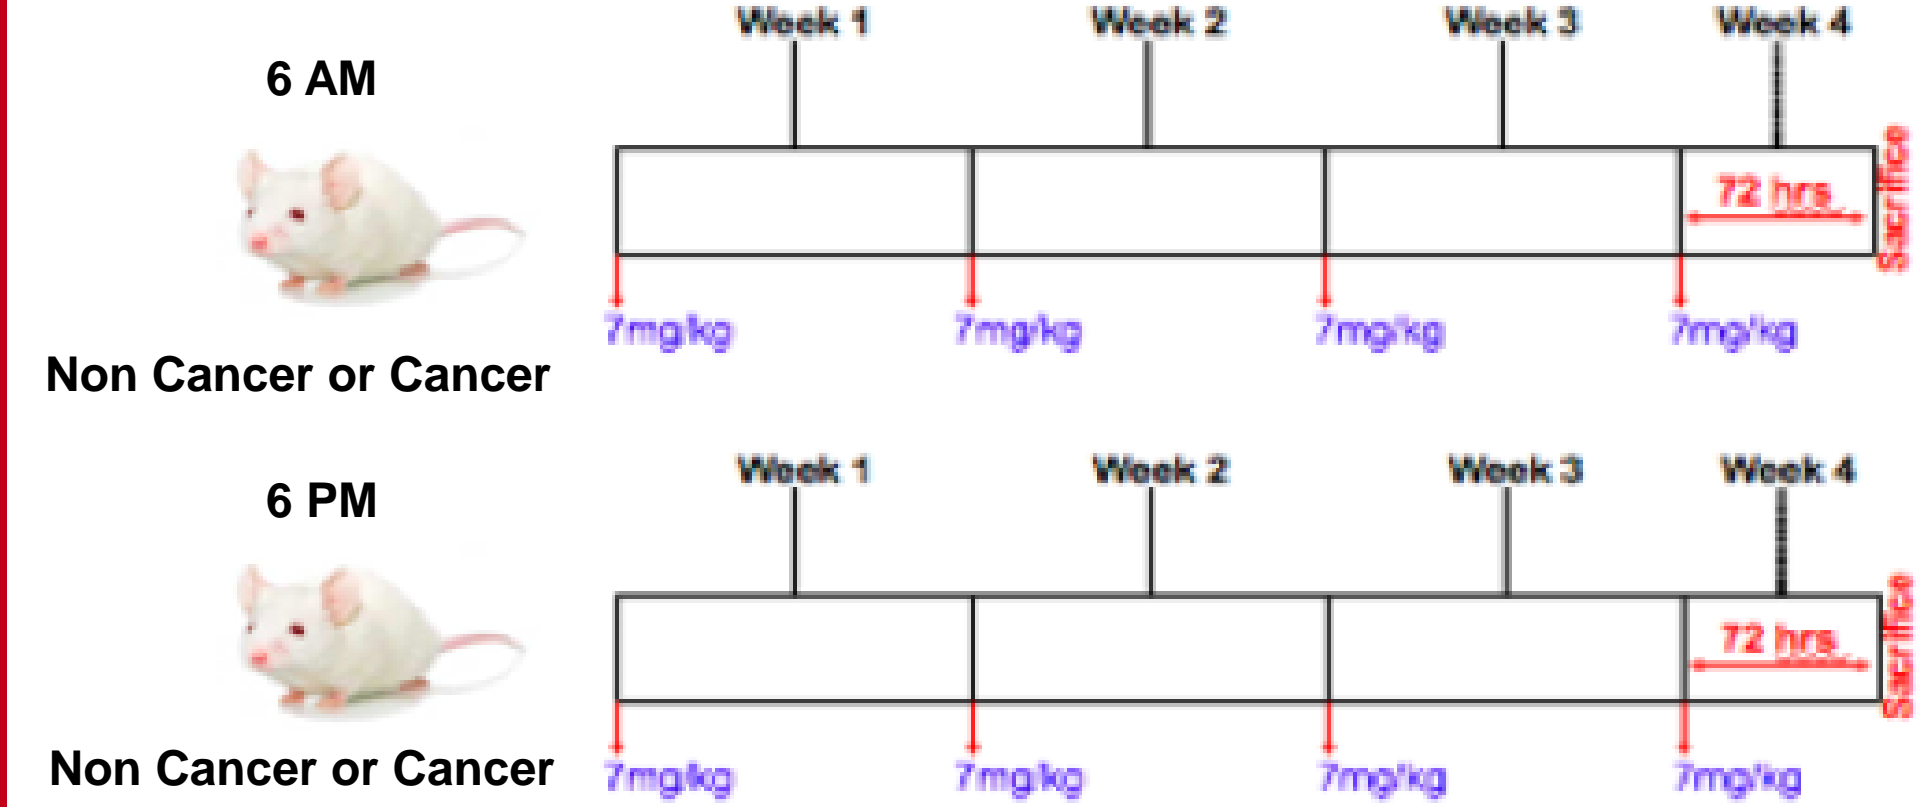 Week 1 Week 2 Week 3 Week 4
6 AM
72 hrs
Sacrifice
7mg/kg 7mg/kg 7mg/kg 7mg/kg
Non Cancer or Cancer
Week 1 Week 2 Week 3 Week 4
6 PM
72 hrs
Sacrifice
7mg/kg 7mg/kg 7mg/kg 7mg/kg
Non Cancer or Cancer